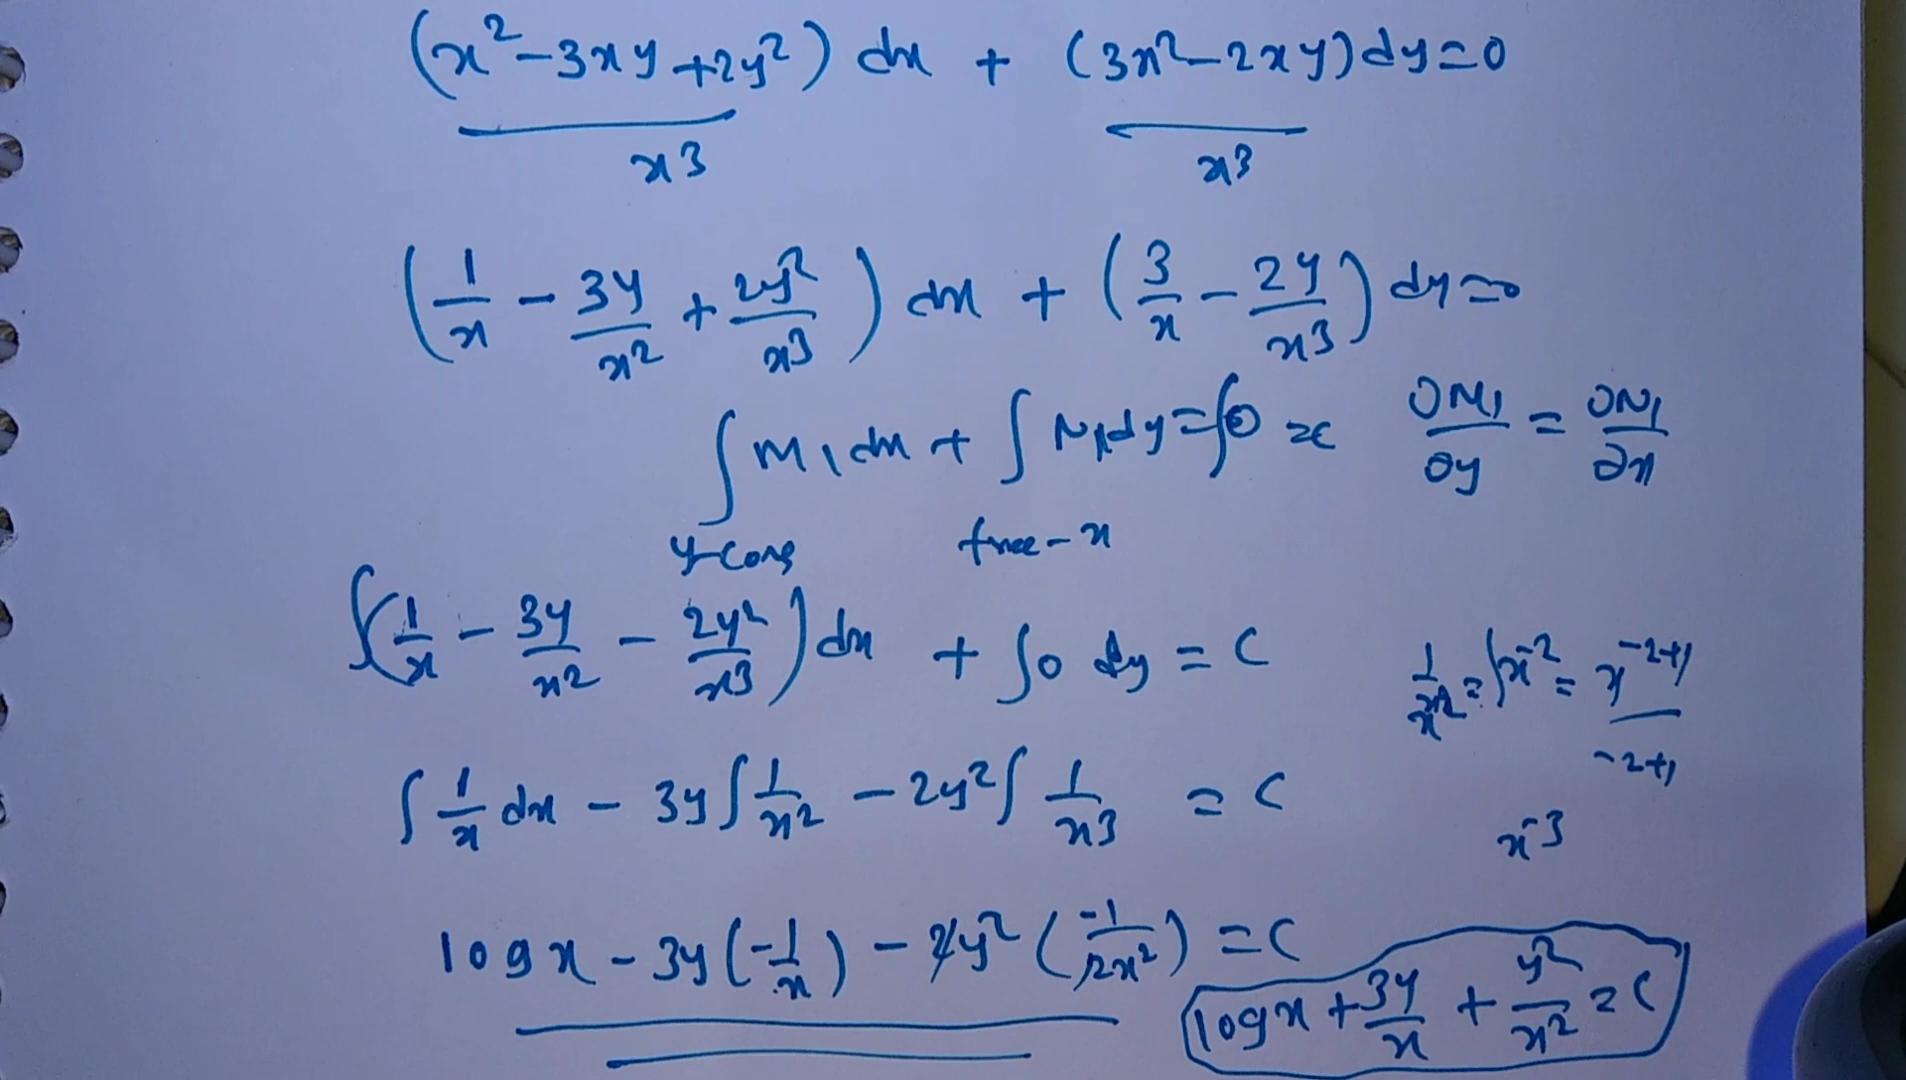 (x²-3xy+2y²) dx + (3x²-2xy)dy=0
x3 x3
(1/x - 3y/x2 + 2y²/x3) dx + (3/x - 2y/x3) dy=0
∫M1dx + ∫N1dy=∫0 =c ∂M1/∂y = ∂N1/∂x
y-cons free-x
∫(1/x - 3y/x2 - 2y²/x3)dx + ∫0 dy = C
1/x2 = ∫x-2 = x-2+1/-2+1
∫1/x dx - 3y∫1/x2 - 2y2∫1/x3 = C
x-3
logx - 3y(-1/x) - 2y²(-1/2x²) = C
logx + 3y/x + y²/x2 = C